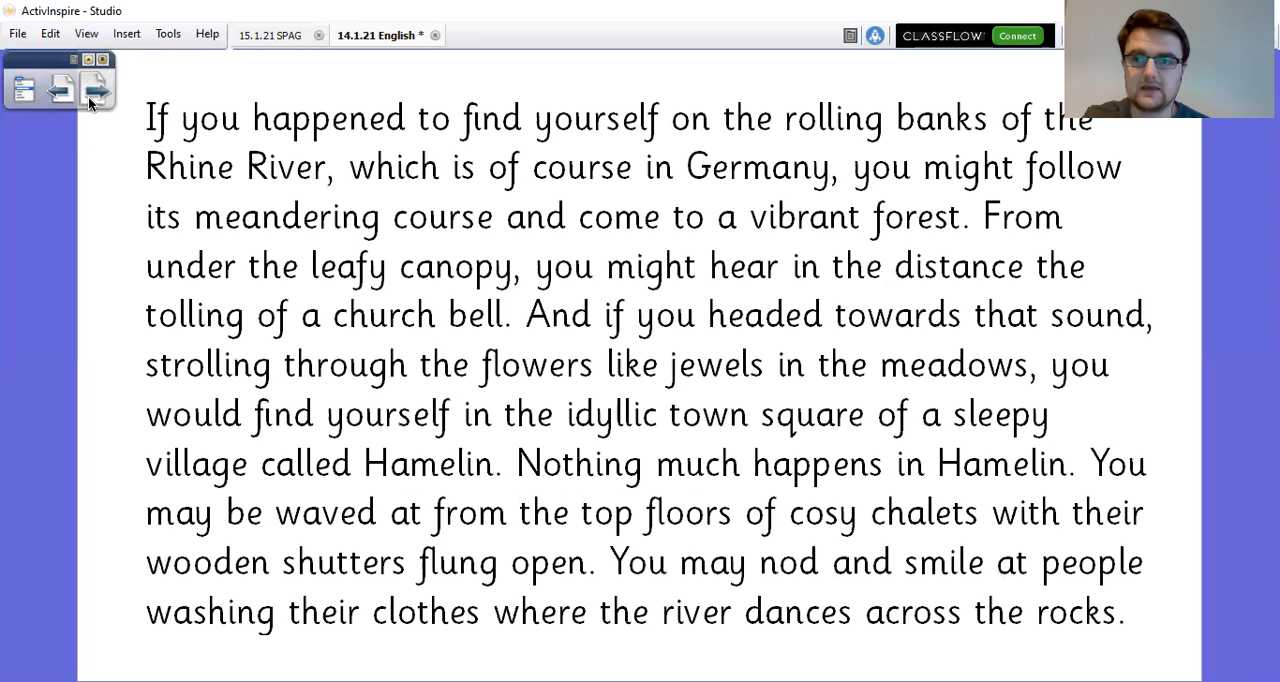 ActivInspire - Studio
File Edit View Insert Tools Help 15.1.21 SPAG 14.1.21 English * CLASSFLOW Connect
If you happened to find yourself on the rolling banks of the
Rhine River, which is of course in Germany, you might follow
its meandering course and come to a vibrant forest. From
under the leafy canopy, you might hear in the distance the
tolling of a church bell. And if you headed towards that sound,
strolling through the flowers like jewels in the meadows, you
would find yourself in the idyllic town square of a sleepy
village called Hamelin. Nothing much happens in Hamelin. You
may be waved at from the top floors of cosy chalets with their
wooden shutters flung open. You may nod and smile at people
washing their clothes where the river dances across the rocks.